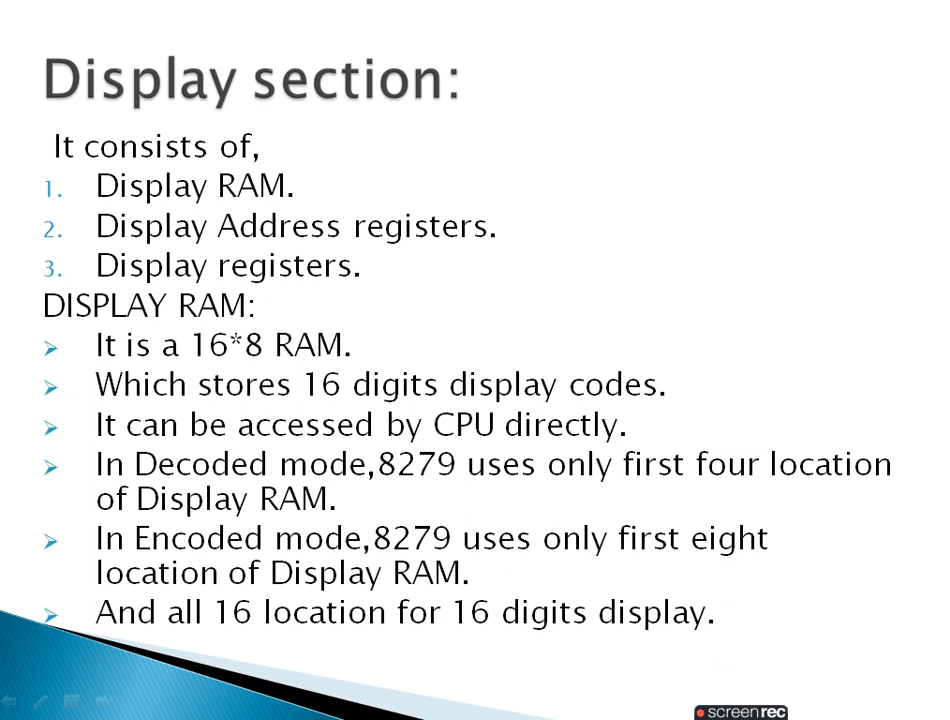 Display section:
It consists of,
1. Display RAM.
2. Display Address registers.
3. Display registers.
DISPLAY RAM:
It is a 16*8 RAM.
Which stores 16 digits display codes.
It can be accessed by CPU directly.
In Decoded mode,8279 uses only first four location
of Display RAM.
In Encoded mode,8279 uses only first eight
location of Display RAM.
And all 16 location for 16 digits display.
screenrec